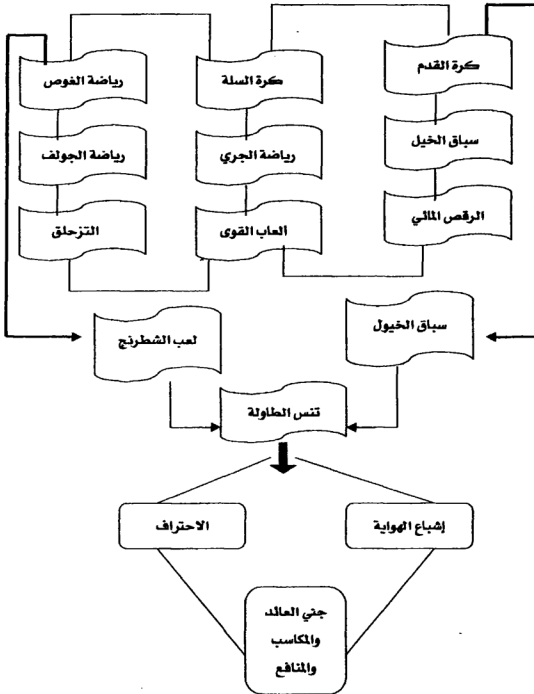 كرة القدم
كرة السلة
رياضة الغوص
سباق الخيل
رياضة الجري
رياضة الجولف
الرقص المائي
ألعاب القوى
التزحلق
سباق الخيول
لعب الشطرنج
تنس الطاولة
إشباع الهواية
الاحتراف
جني العائد
والمكاسب
والمنافع